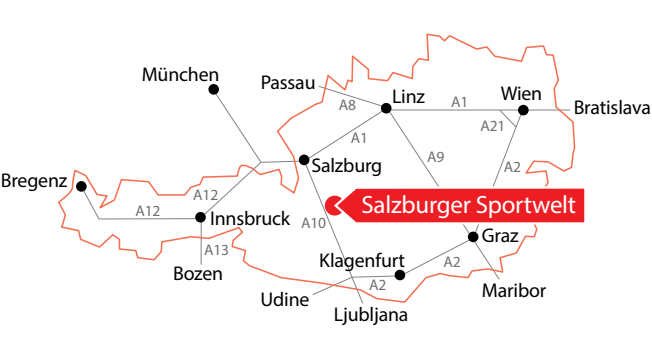 München
Passau
A8
Linz
A1
Wien
Bratislava
A21
A1
Salzburg
A9
A2
Bregenz
A12
A12
Innsbruck
A10
Salzburger Sportwelt
A13
Bozen
Klagenfurt
Graz
A2
A2
Udine
Maribor
Ljubljana